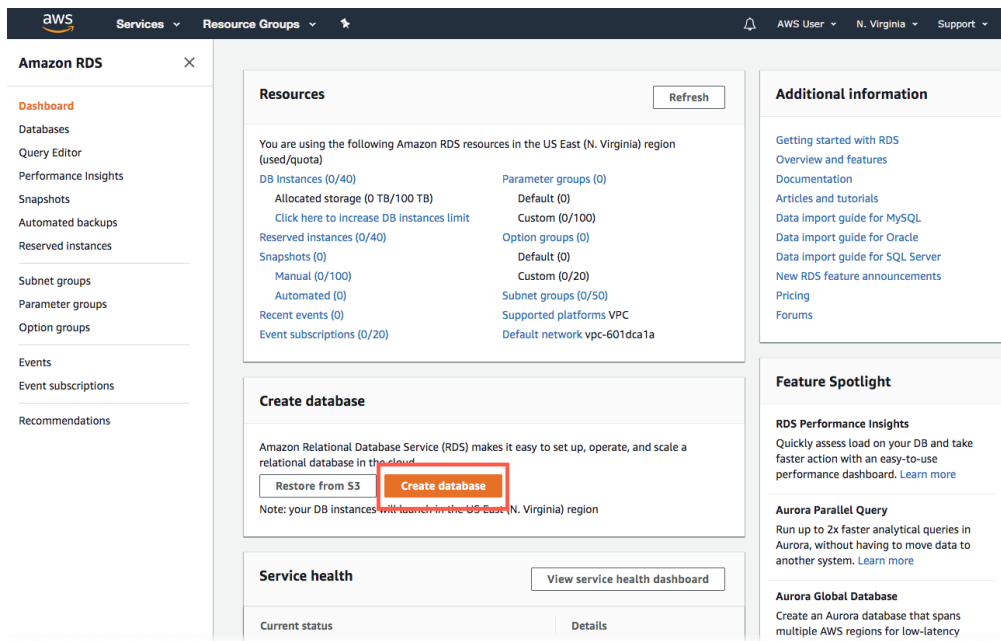 aws
Services
Resource Groups
AWS User
N. Virginia
Support
Amazon RDS
Dashboard
Databases
Query Editor
Performance Insights
Snapshots
Automated backups
Reserved instances
Subnet groups
Parameter groups
Option groups
Events
Event subscriptions
Recommendations
Resources
Refresh
You are using the following Amazon RDS resources in the US East (N. Virginia) region
(used/quota)
DB Instances (0/40)
Allocated storage (0 TB/100 TB)
Click here to increase DB instances limit
Reserved instances (0/40)
Snapshots (0)
Manual (0/100)
Automated (0)
Recent events (0)
Event subscriptions (0/20)
Parameter groups (0)
Default (0)
Custom (0/100)
Option groups (0)
Default (0)
Custom (0/20)
Subnet groups (0/50)
Supported platforms VPC
Default network vpc-601dca1a
Create database
Amazon Relational Database Service (RDS) makes it easy to set up, operate, and scale a
relational database in the cloud.
Restore from S3
Create database
Note: your DB instances will launch in the US East (N. Virginia) region
Service health
View service health dashboard
Current status
Details
Additional information
Getting started with RDS
Overview and features
Documentation
Articles and tutorials
Data import guide for MySQL
Data import guide for Oracle
Data import guide for SQL Server
New RDS feature announcements
Pricing
Forums
Feature Spotlight
RDS Performance Insights
Quickly assess load on your DB and take
faster action with an easy-to-use
performance dashboard. Learn more
Aurora Parallel Query
Run up to 2x faster analytical queries in
Aurora, without having to move data to
another system. Learn more
Aurora Global Database
Create an Aurora database that spans
multiple AWS regions for low-latency